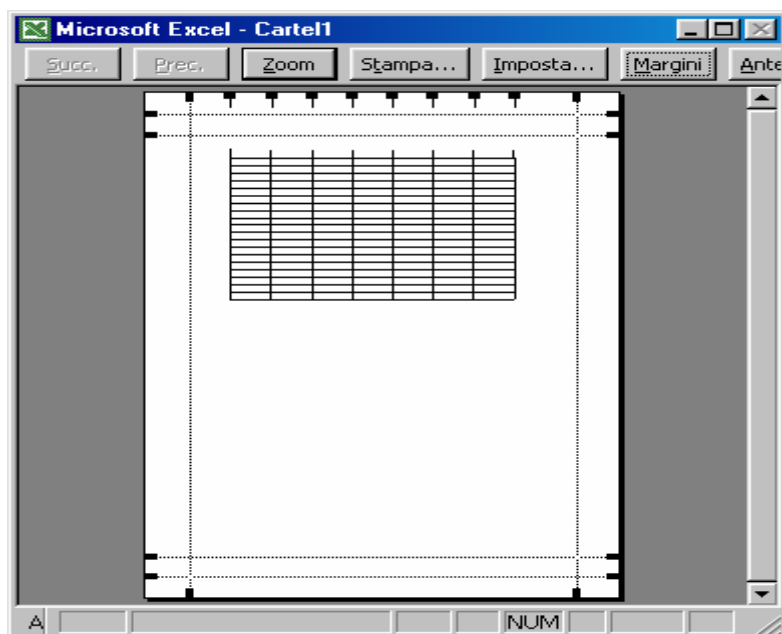 Microsoft Excel - Cartel1
Succ. Prec. Zoom Stampa... Imposta... Margini Ante
A NUM